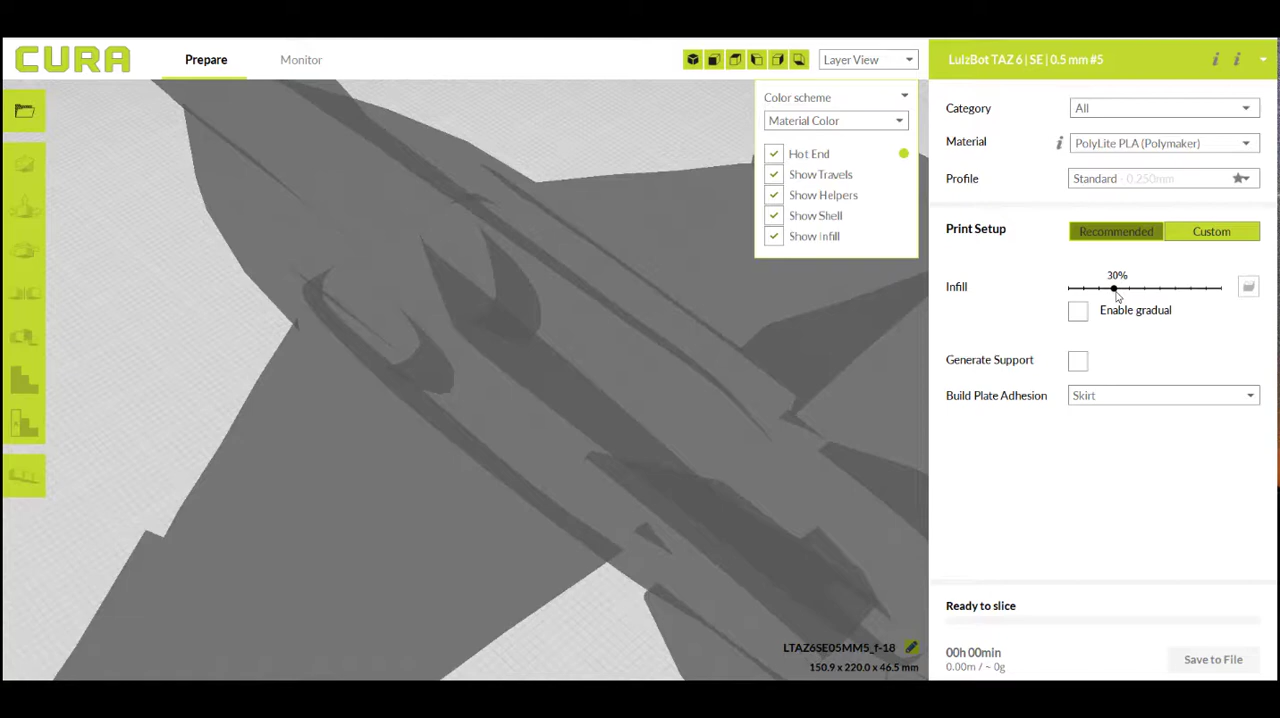 CURA
Prepare
Monitor
Layer View
LulzBot TAZ 6 | SE | 0.5 mm #5
Color scheme
Material Color
Hot End
Show Travels
Show Helpers
Show Shell
Show Infill
Category
All
Material
PolyLite PLA (Polymaker)
Profile
Standard - 0.250mm
Print Setup
Recommended
Custom
30%
Infill
Enable gradual
Generate Support
Build Plate Adhesion
Skirt
Ready to slice
LTAZ6SE05MM5_f-18
150.9 x 220.0 x 46.5 mm
00h 00min
0.00m / ~ 0g
Save to File